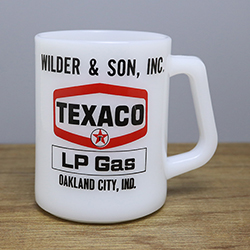 WILDER & SON, INC.
TEXACO
T
LP Gas
OAKLAND CITY, IND.